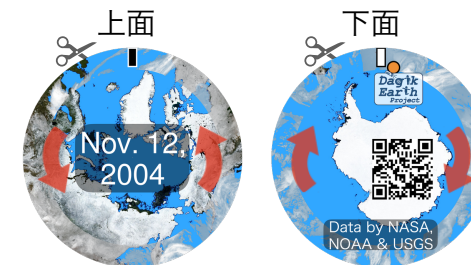 上面
下面
Nov. 12,
2004
Dagik
Earth
Project
Data by NASA,
NOAA & USGS